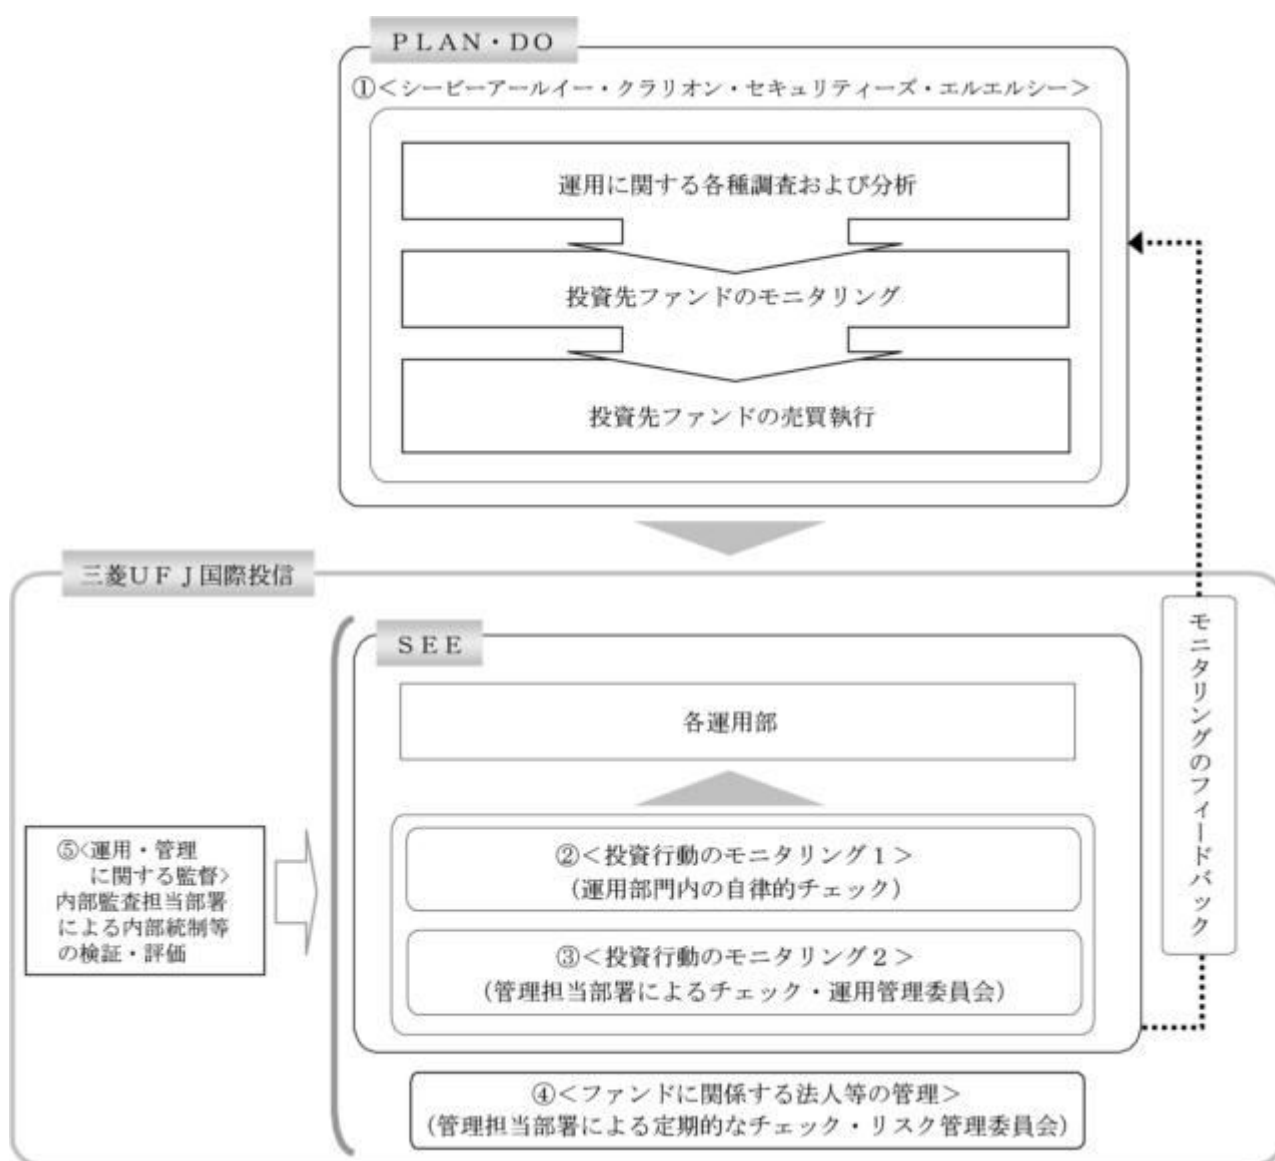 PLAN・DO
①<シービーアールイー・クラリオン・セキュリティーズ・エルエルシー>
運用に関する各種調査および分析
投資先ファンドのモニタリング
投資先ファンドの売買執行
三菱UFJ国際投信
SEE
各運用部
②<投資行動のモニタリング1>
(運用部門内の自律的チェック)
③<投資行動のモニタリング2>
(管理担当部署によるチェック・運用管理委員会)
④<ファンドに関係する法人等の管理>
(管理担当部署による定期的なチェック・リスク管理委員会)
⑤<運用・管理
に関する監督>
内部監査担当部署
による内部統制等
の検証・評価
モニタリングのフィードバック